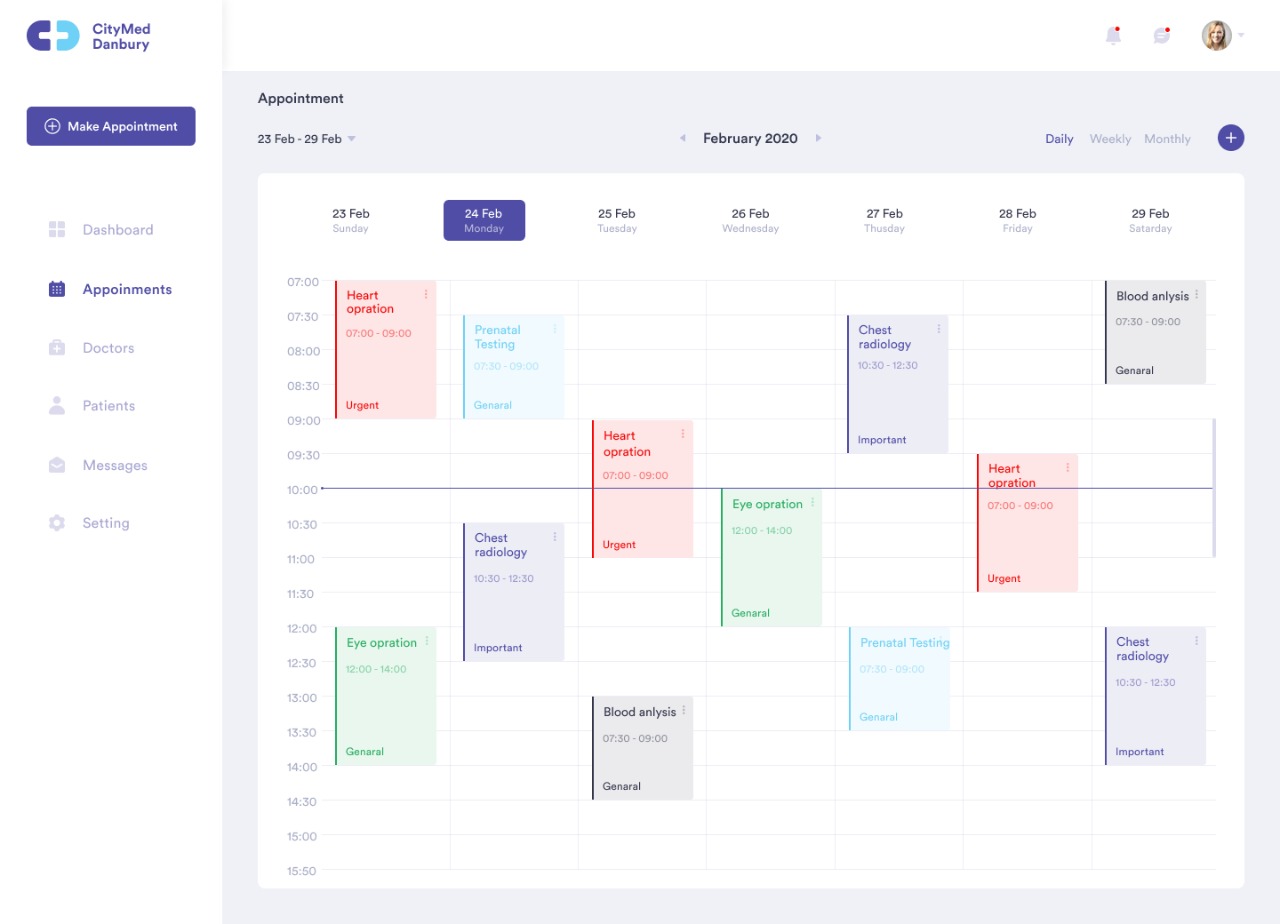 CityMed
Danbury
Make Appointment
Dashboard
Appoinments
Doctors
Patients
Messages
Setting
Appointment
23 Feb - 29 Feb
February 2020
Daily Weekly Monthly
23 Feb
Sunday
24 Feb
Monday
25 Feb
Tuesday
26 Feb
Wednesday
27 Feb
Thusday
28 Feb
Friday
29 Feb
Satarday
07:00
07:30
08:00
08:30
09:00
09:30
10:00
10:30
11:00
11:30
12:00
12:30
13:00
13:30
14:00
14:30
15:00
15:50
Heart
opration
07:00 - 09:00
Urgent
Eye opration
12:00 - 14:00
Genaral
Prenatal
Testing
07:30 - 09:00
Genaral
Chest
radiology
10:30 - 12:30
Important
Heart
opration
07:00 - 09:00
Urgent
Blood anlysis
07:30 - 09:00
Genaral
Eye opration
12:00 - 14:00
Genaral
Chest
radiology
10:30 - 12:30
Important
Prenatal Testing
07:30 - 09:00
Genaral
Heart
opration
07:00 - 09:00
Urgent
Blood anlysis
07:30 - 09:00
Genaral
Chest
radiology
10:30 - 12:30
Important